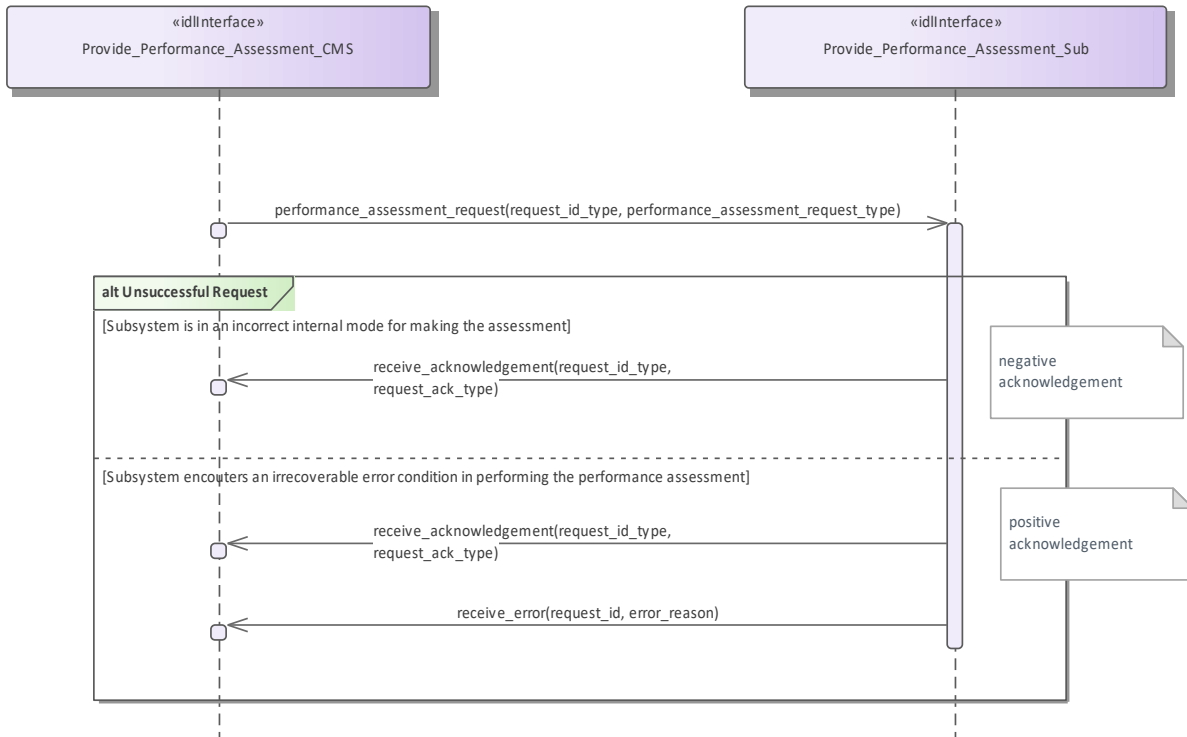 «idlInterface»
Provide_Performance_Assessment_CMS
«idlInterface»
Provide_Performance_Assessment_Sub
performance_assessment_request(request_id_type, performance_assessment_request_type)
alt Unsuccessful Request
[Subsystem is in an incorrect internal mode for making the assessment]
receive_acknowledgement(request_id_type,
request_ack_type)
negative
acknowledgement
[Subsystem encouters an irrecoverable error condition in performing the performance assessment]
receive_acknowledgement(request_id_type,
request_ack_type)
positive
acknowledgement
receive_error(request_id, error_reason)